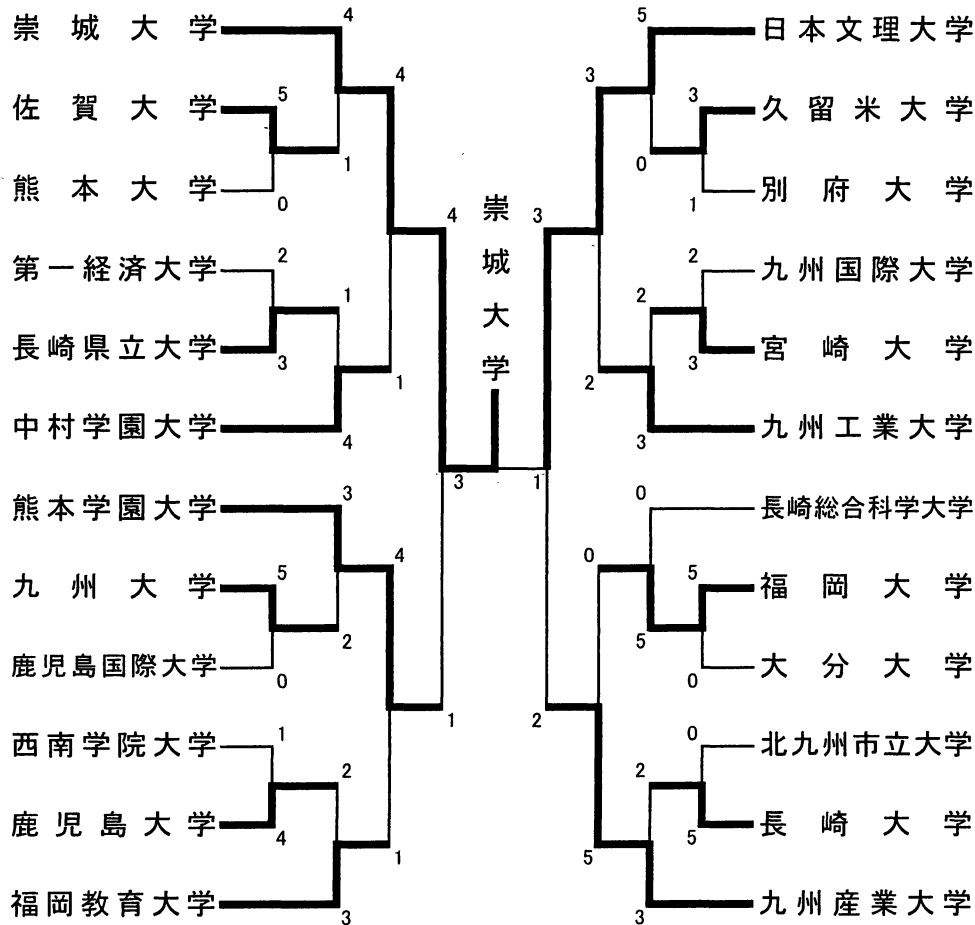 崇城大学
佐賀大学
熊本大学
第一経済大学
長崎県立大学
中村学園大学
熊本学園大学
九州大学
鹿児島国際大学
西南学院大学
鹿児島大学
福岡教育大学
4
5
1
0
2
1
3
4
3
5
2
0
1
2
4
3
4
1
4
1
4
1
3
崇城大学
1
3
2
3
2
0
5
5
0
3
1
2
2
3
3
0
5
5
0
0
2
5
3
日本文理大学
久留米大学
別府大学
九州国際大学
宮崎大学
九州工業大学
長崎総合科学大学
福岡大学
大分大学
北九州市立大学
長崎大学
九州産業大学